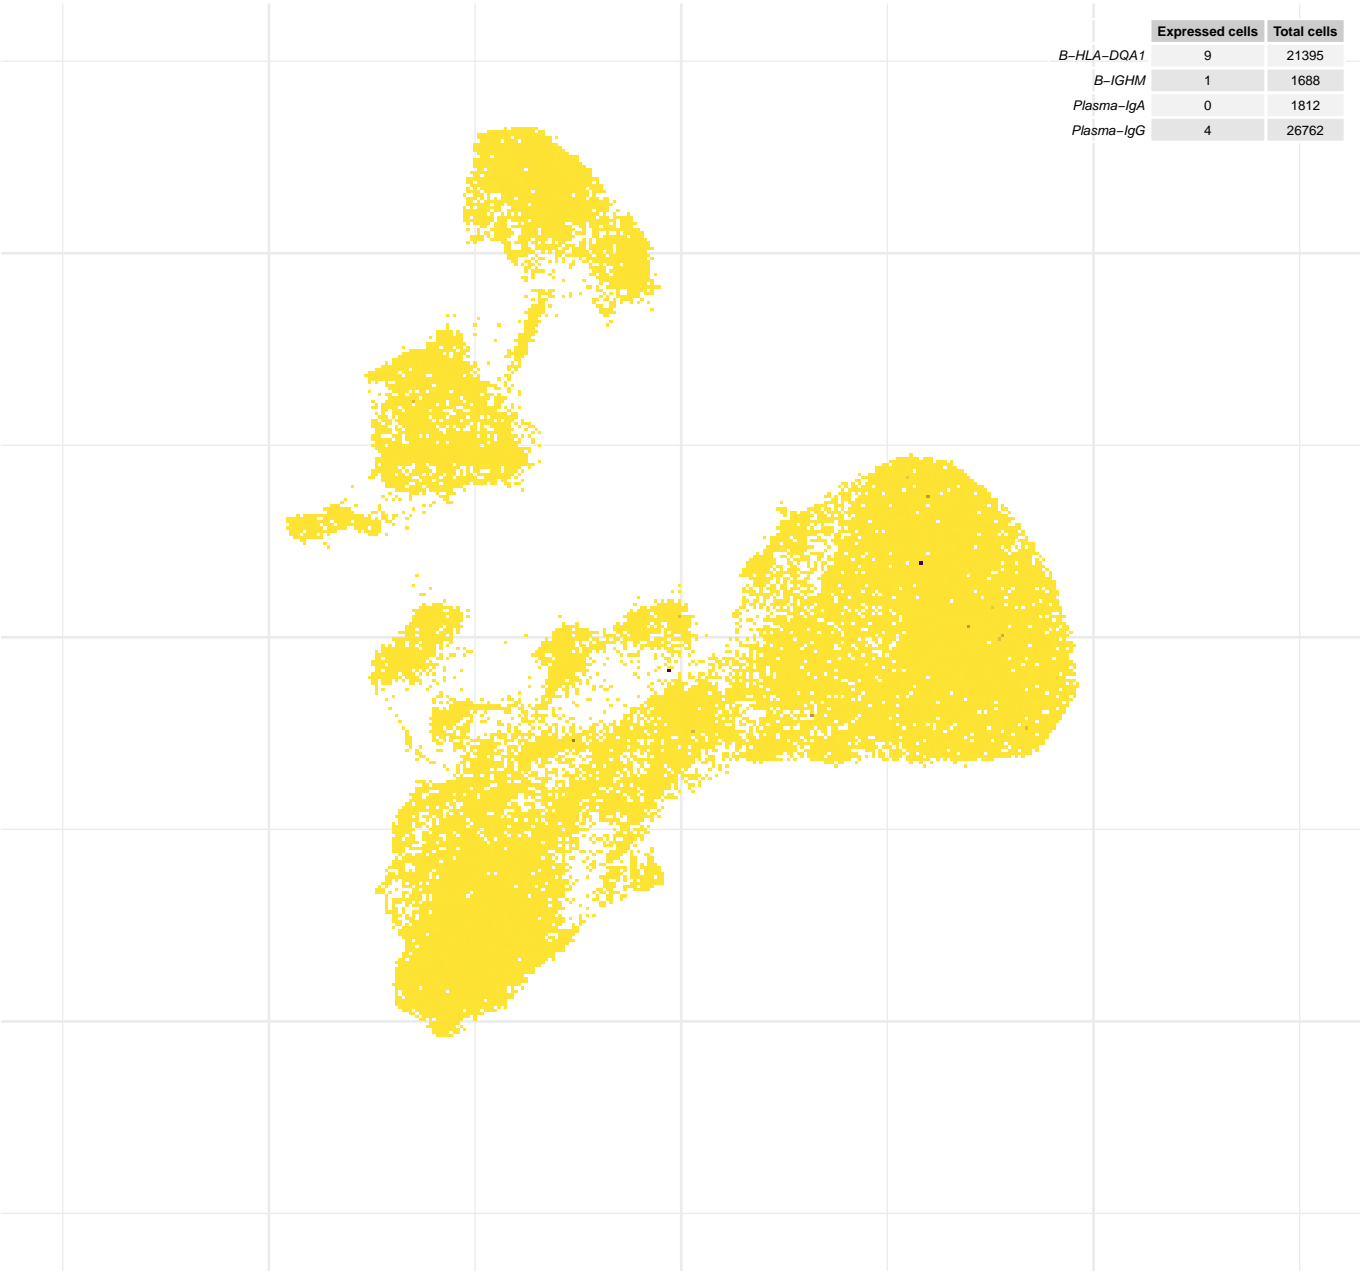 Expressed cells Total cells
B−HLA−DQA1 9 21395
B−IGHM 1 1688
Plasma−IgA 0 1812
Plasma−IgG 4 26762